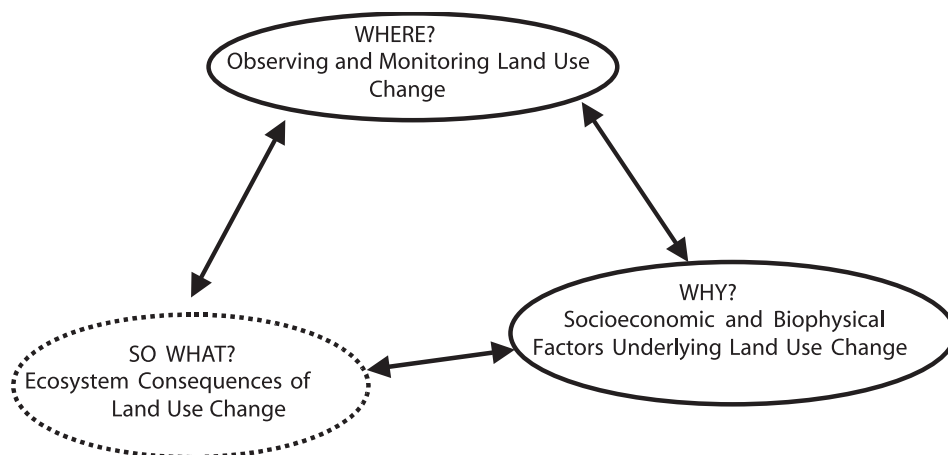 WHERE?
Observing and Monitoring Land Use
Change
WHY?
Socioeconomic and Biophysical
Factors Underlying Land Use Change
SO WHAT?
Ecosystem Consequences of
Land Use Change